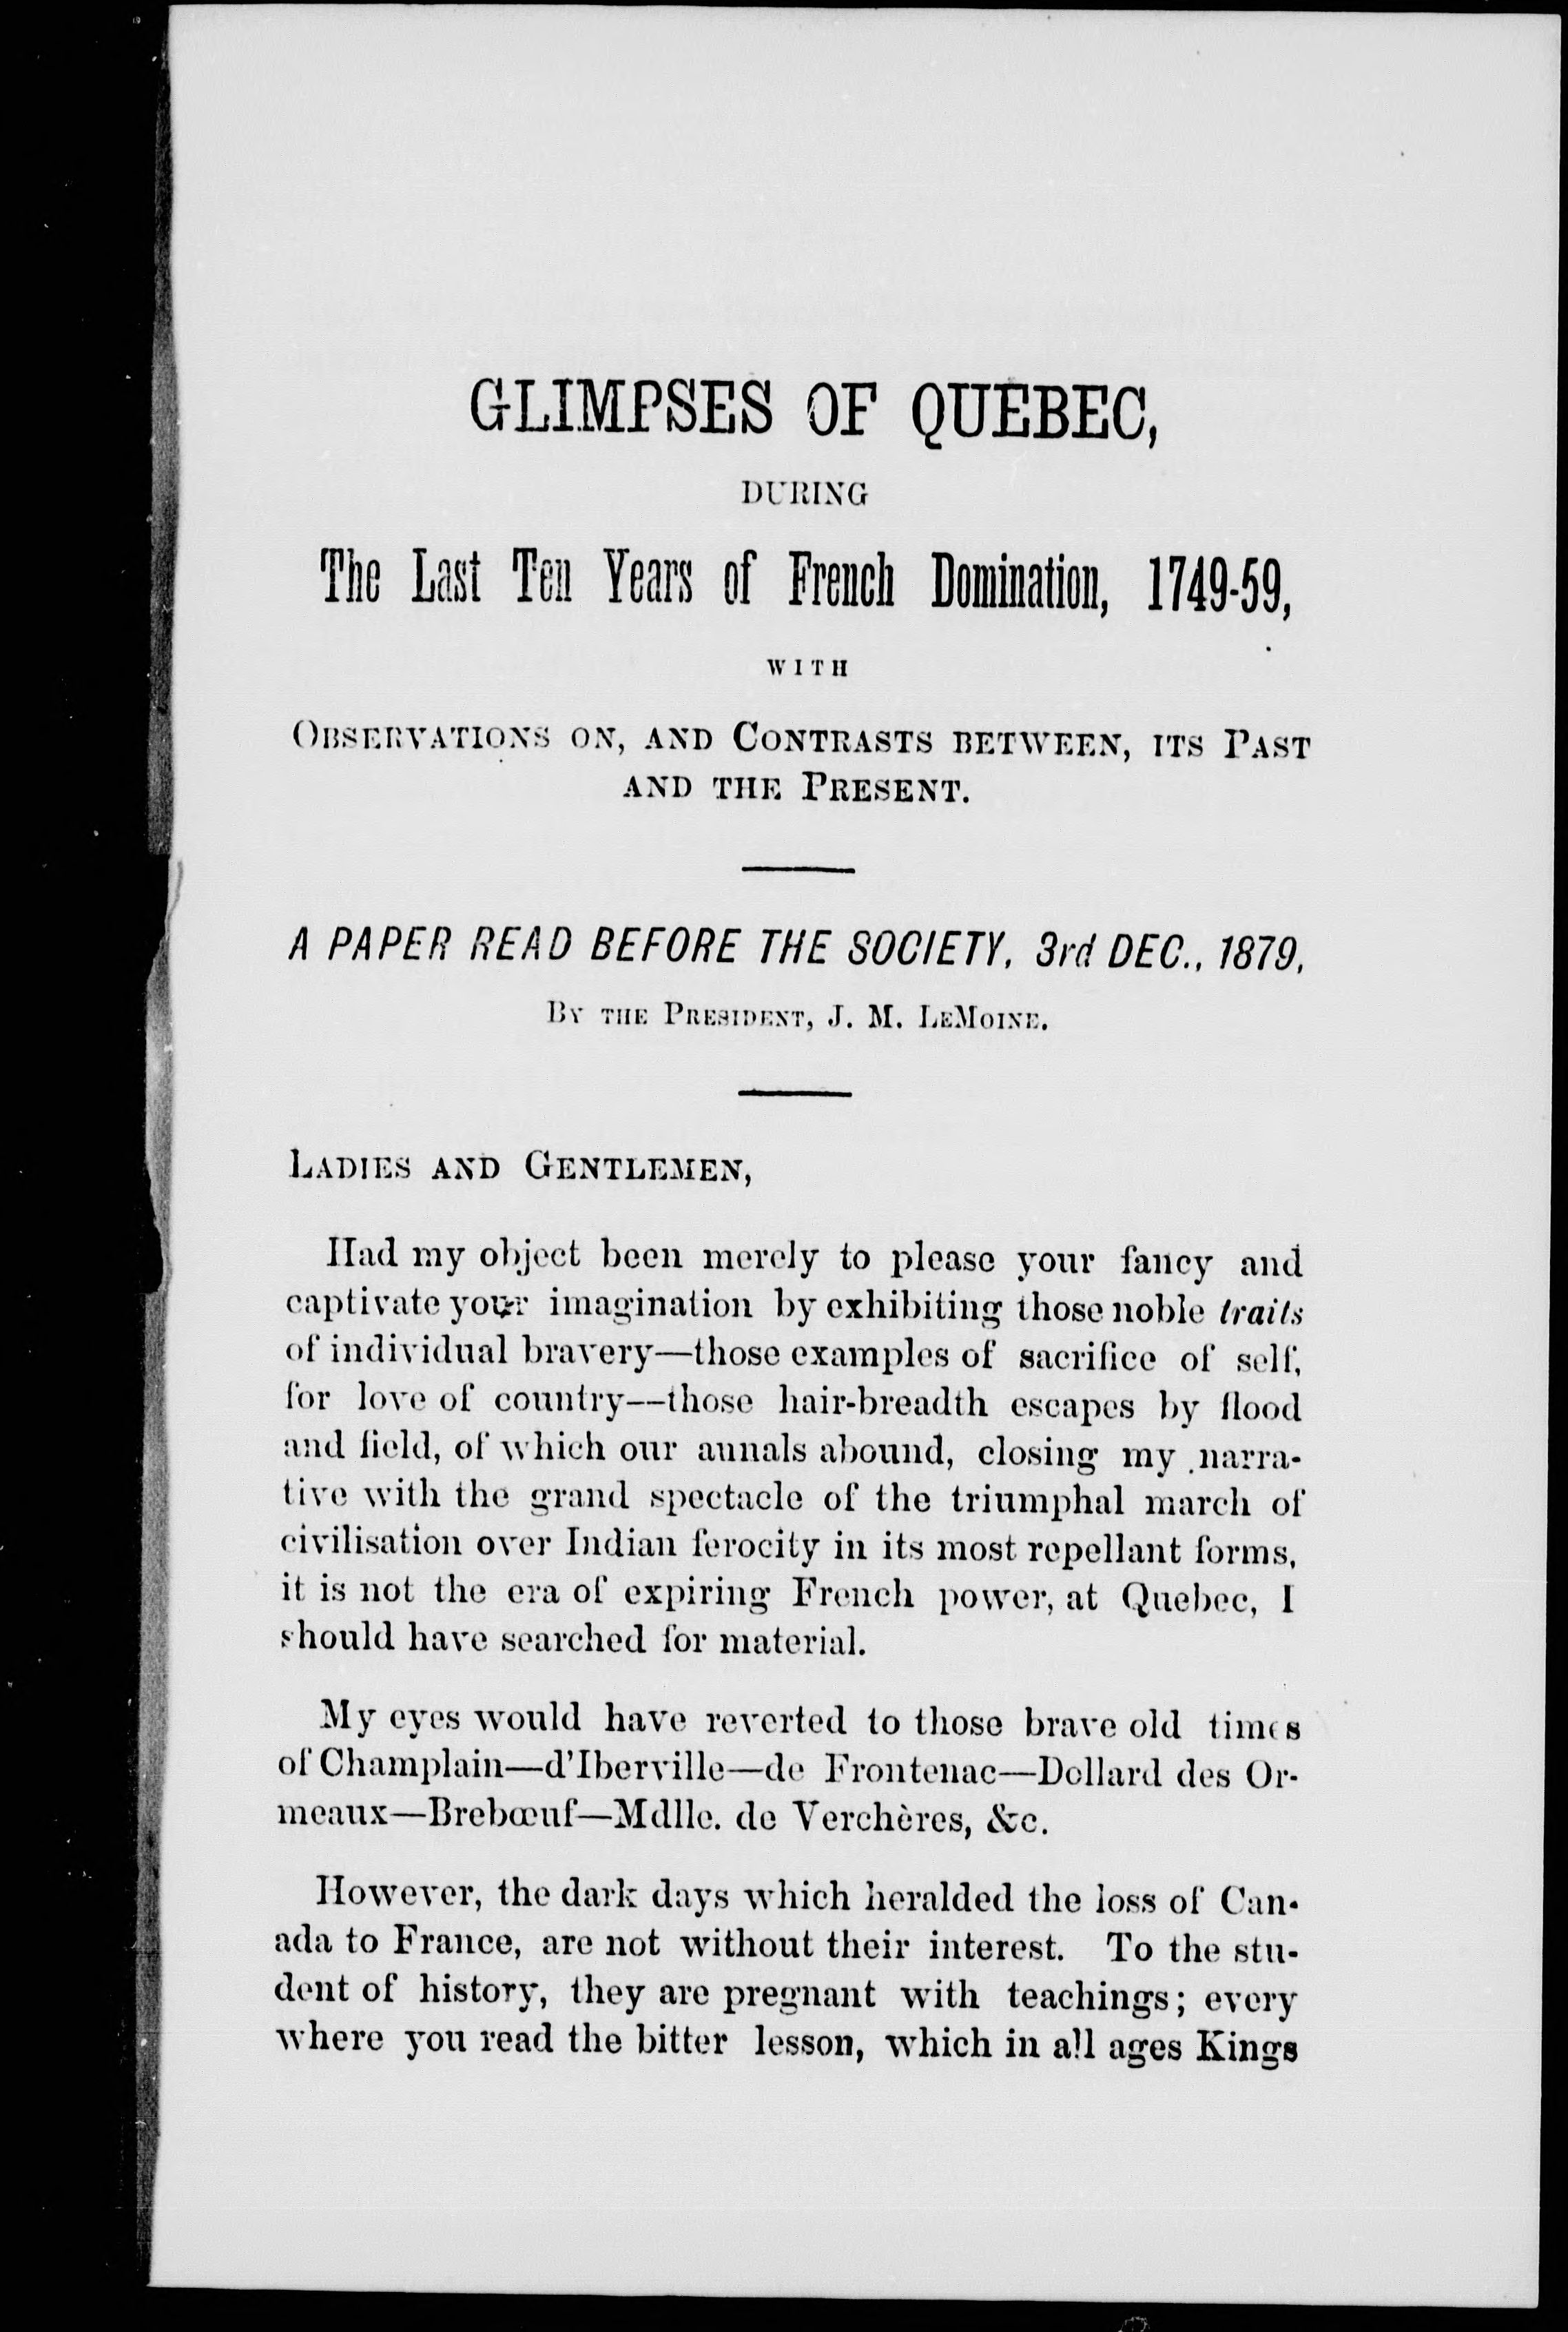 GLIMPSES OF QUEBEC,
DURING
The Last Ten Years of French Domination, 1749-59,
WITH
OBSERVATIONS ON, AND CONTRASTS BETWEEN, ITS PAST
AND THE PRESENT.
A PAPER READ BEFORE THE SOCIETY, 3rd DEC., 1879,
BY THE PRESIDENT, J. M. LEMOINE.
LADIES AND GENTLEMEN,
Had my object been merely to please your fancy and
captivate your imagination by exhibiting those noble traits
of individual bravery—those examples of sacrifice of self,
for love of country—those hair-breadth escapes by flood
and field, of which our annals abound, closing my narra-
tive with the grand spectacle of the triumphal march of
civilisation over Indian ferocity in its most repellant forms,
it is not the era of expiring French power, at Quebec, I
should have searched for material.
My eyes would have reverted to those brave old times
of Champlain—d'Iberville—de Frontenac—Dollard des Or-
meaux—Brebœuf—Mdlle. de Verchères, &c.
However, the dark days which heralded the loss of Can-
ada to France, are not without their interest. To the stu-
dent of history, they are pregnant with teachings; every
where you read the bitter lesson, which in all ages Kings